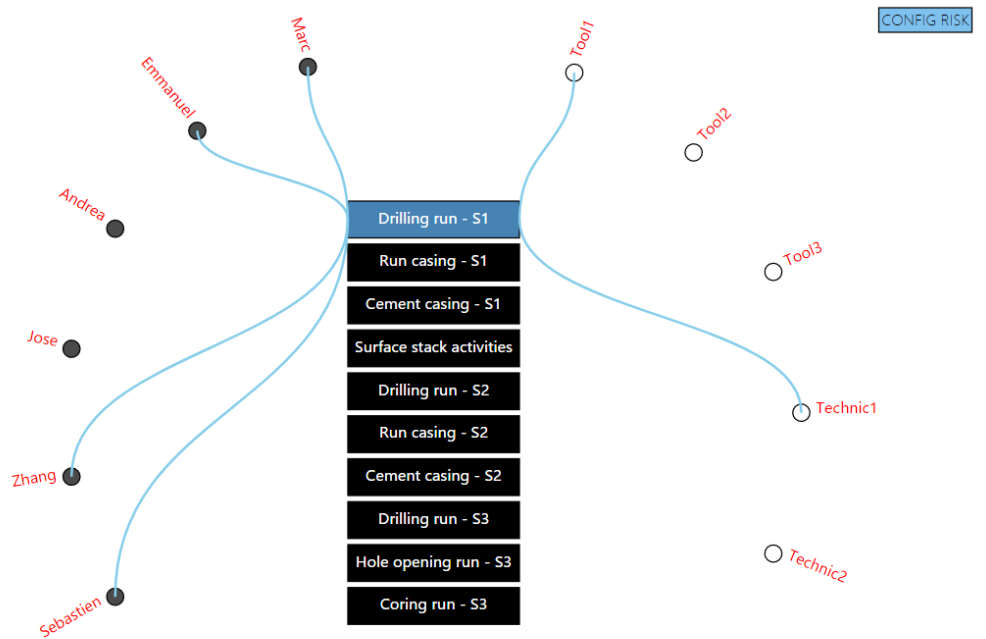 CONFIG RISK
Marc
Emmanuel
Andrea
Jose
Zhang
Sebastien
Drilling run - S1
Run casing - S1
Cement casing - S1
Surface stack activities
Drilling run - S2
Run casing - S2
Cement casing - S2
Drilling run - S3
Hole opening run - S3
Coring run - S3
Tool1
Tool2
Tool3
Technic1
Technic2